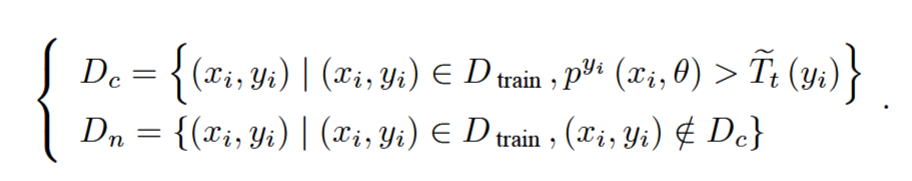 D_c = {(x_i, y_i) | (x_i, y_i) ∈ D_train, p^{y_i}(x_i, θ) > T̃_t(y_i)}
D_n = {(x_i, y_i) | (x_i, y_i) ∈ D_train, (x_i, y_i) ∉ D_c}.